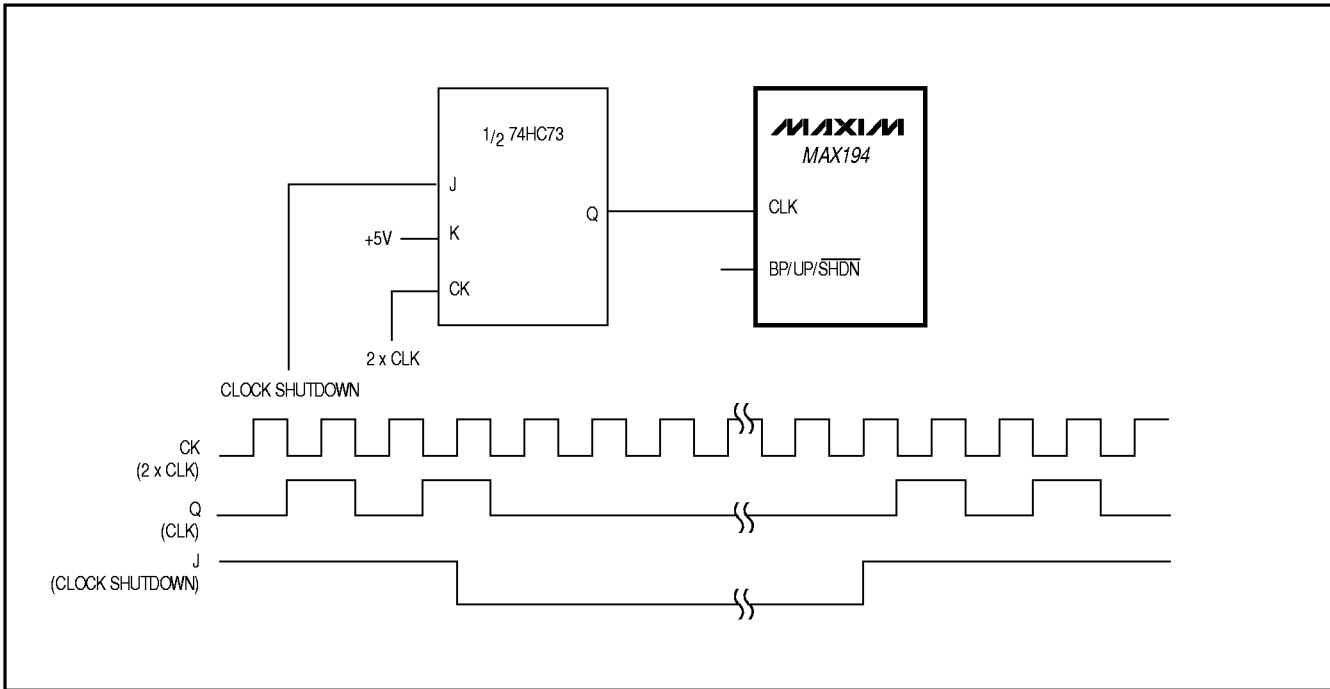 1/2 74HC73
MAXIM
MAX194
J
Q
CLK
+5V
K
BP/UP/SHDN
CK
2 x CLK
CLOCK SHUTDOWN
CK
(2 x CLK)
Q
(CLK)
J
(CLOCK SHUTDOWN)